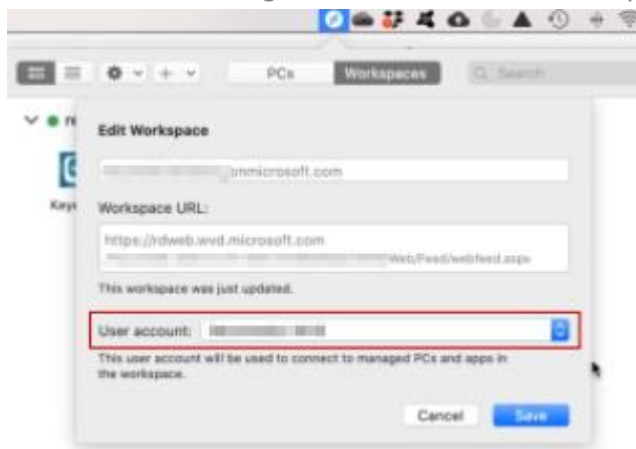 PCs Workspaces Search
Edit Workspace
onmicrosoft.com
Workspace URL:
https://rdweb.wvd.microsoft.com
Web/Feed/webfeed.aspx
This workspace was just updated.
User account:
This user account will be used to connect to managed PCs and apps in
the workspace.
Cancel Save